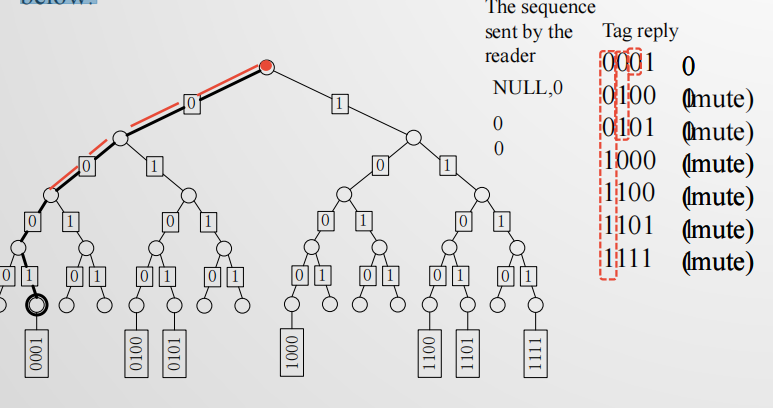 below:
The sequence
sent by the
reader
Tag reply
NULL,0
0
0
0001 0
0100 (mute)
0101 (mute)
1000 (mute)
1100 (mute)
1101 (mute)
1111 (mute)
0 1
0 1 0 1
0 1 0 1 0 1 0 1
0 1 0 1 0 1 0 1 0 1 0 1 0 1 0 1
0001 0100 0101 1000 1100 1101 1111